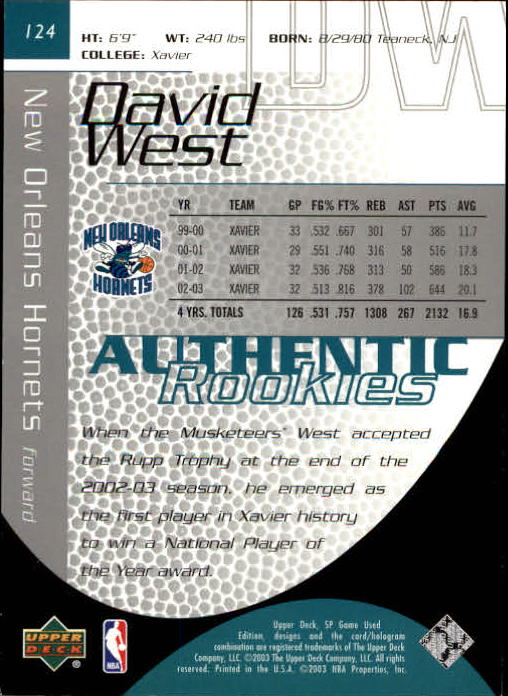 124
HT: 6'9" WT: 240 lbs BORN: 8/29/80 Teaneck, NJ
COLLEGE: Xavier
DW
David
West
New Orleans Hornets forward
NEW ORLEANS
HORNETS
YR TEAM GP FG% FT% REB AST PTS AVG
99-00 XAVIER 33 .532 .667 301 57 386 11.7
00-01 XAVIER 29 .551 .740 316 58 516 17.8
01-02 XAVIER 32 .536 .768 313 50 586 18.3
02-03 XAVIER 32 .513 .816 378 102 644 20.1
4 YRS. TOTALS 126 .531 .757 1308 267 2132 16.9
AUTHENTIC
Rookies
When the Musketeers' West accepted
the Rupp Trophy at the end of the
2002-03 season, he emerged as
the first player in Xavier history
to win a National Player of
the Year award.
UPPER
DECK
®
NBA
Upper Deck, SP Game Used
Edition, designs and the card/hologram
combination are registered trademarks of The Upper Deck
Company, LLC. ©2003 The Upper Deck Company, LLC. All rights
reserved. Printed in the U.S.A. ©2003 NBA Properties, Inc.